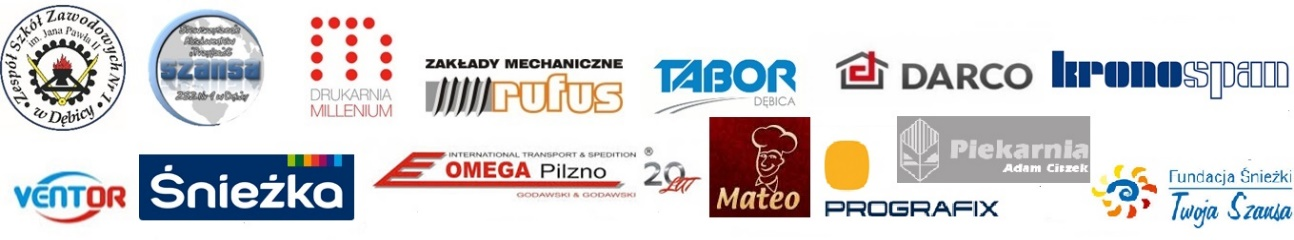 Zespół Szkół Zawodowych Nr 1
im. Jana Pawła II
w Dębicy
szansa
DRUKARNIA
MILLENIUM
ZAKŁADY MECHANICZNE
rufus
TABOR
DĘBICA
DARCO
kronospan
VENTOR
Śnieżka
INTERNATIONAL TRANSPORT & SPEDITION
OMEGA Pilzno
GODAWSKI & GODAWSKI
®
20 Lat
Mateo
PROGRAFIX
Piekarnia
Adam Ciszek
Fundacja Śnieżki
Twoja Szansa